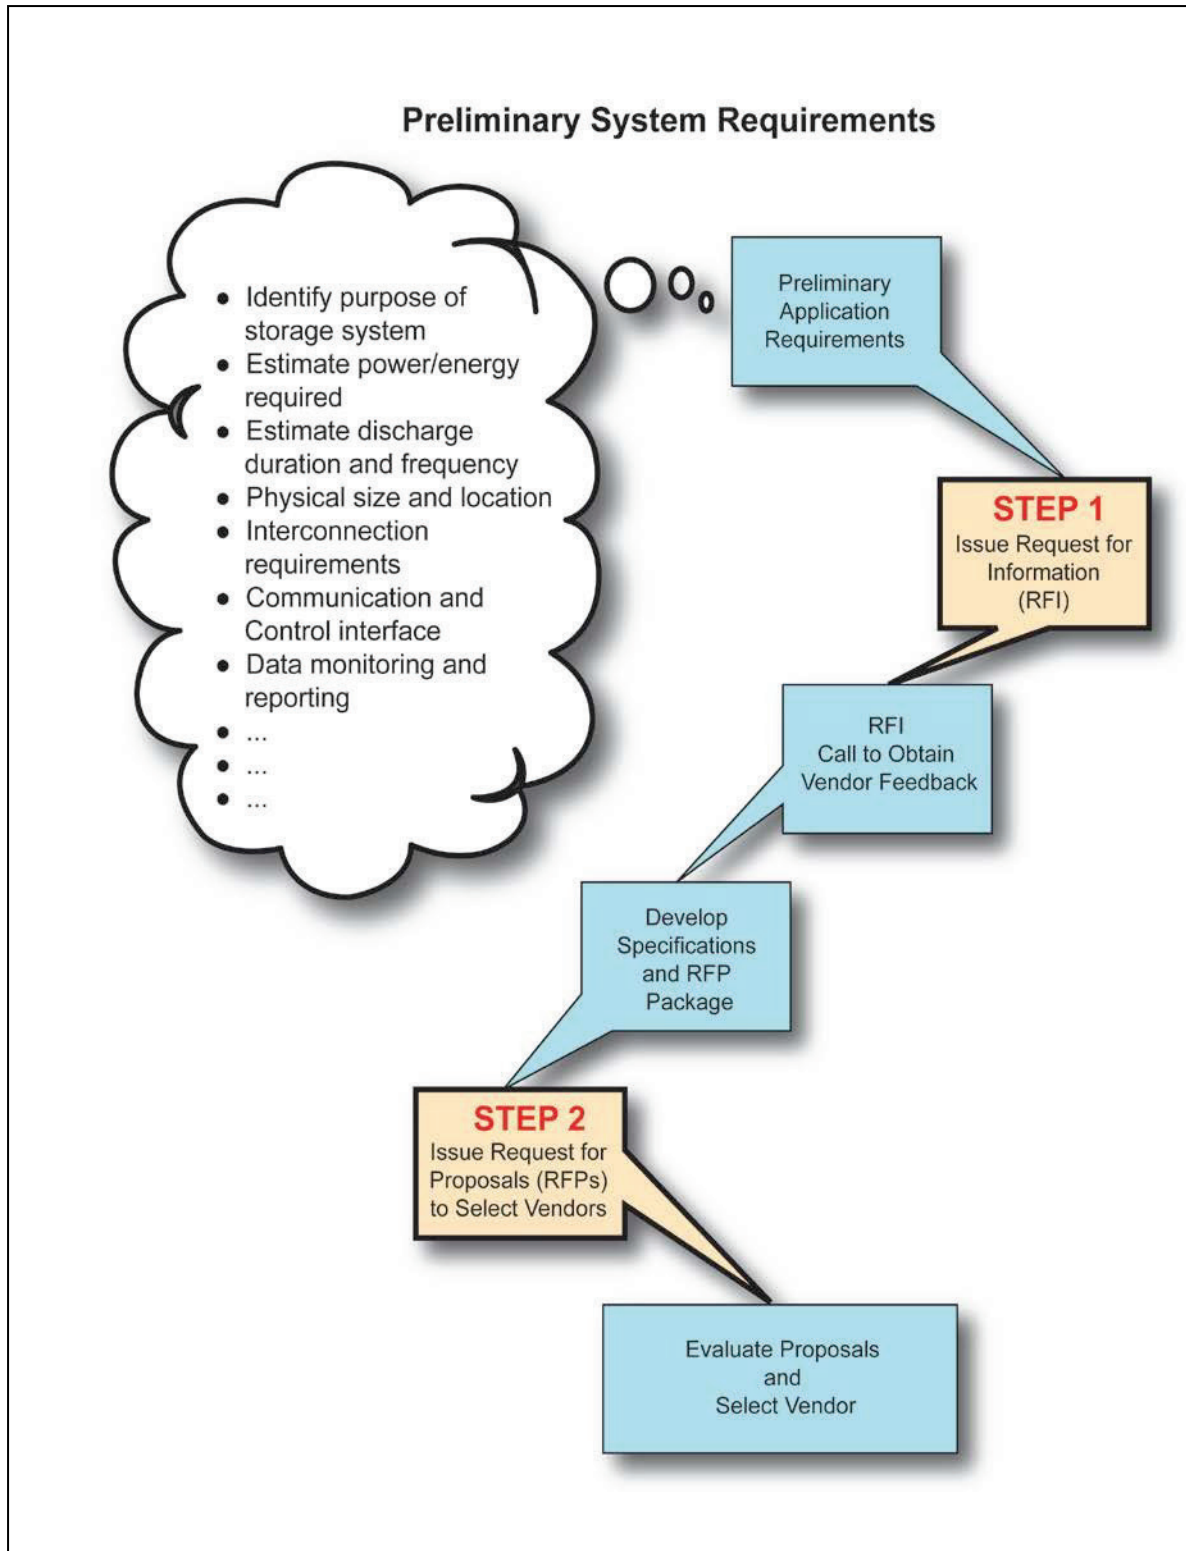 Preliminary System Requirements
● Identify purpose of
storage system
● Estimate power/energy
required
● Estimate discharge
duration and frequency
● Physical size and location
● Interconnection
requirements
● Communication and
Control interface
● Data monitoring and
reporting
● ...
● ...
● ...
Preliminary
Application
Requirements
STEP 1
Issue Request for
Information
(RFI)
RFI
Call to Obtain
Vendor Feedback
Develop
Specifications
and RFP
Package
STEP 2
Issue Request for
Proposals (RFPs)
to Select Vendors
Evaluate Proposals
and
Select Vendor